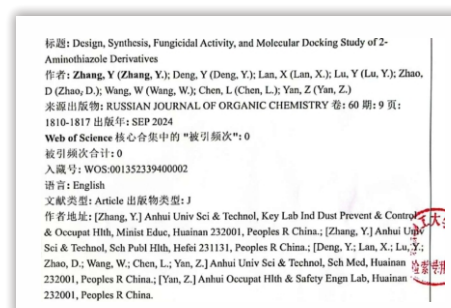 标题: Design, Synthesis, Fungicidal Activity, and Molecular Docking Study of 2-
Aminothiazole Derivatives
作者: Zhang, Y (Zhang, Y.); Deng, Y (Deng, Y.); Lan, X (Lan, X.); Lu, Y (Lu, Y.); Zhao,
D (Zhao, D.); Wang, W (Wang, W.); Chen, L (Chen, L.); Yan, Z (Yan, Z.)
来源出版物: RUSSIAN JOURNAL OF ORGANIC CHEMISTRY 卷: 60 期: 9 页:
1810-1817 出版年: SEP 2024
Web of Science 核心合集中的 "被引频次": 0
被引频次合计: 0
入藏号: WOS:001352339400002
语言: English
文献类型: Article 出版物类型: J
作者地址: [Zhang, Y.] Anhui Univ Sci & Technol, Key Lab Ind Dust Prevent & Control
& Occupat Hlth, Minist Educ, Huainan 232001, Peoples R China.; [Zhang, Y.] Anhui Univ
Sci & Technol, Sch Publ Hlth, Hefei 231131, Peoples R China.; [Deng, Y.; Lan, X.; Lu, Y.;
Zhao, D.; Wang, W.; Chen, L.; Yan, Z.] Anhui Univ Sci & Technol, Sch Med, Huainan
232001, Peoples R China.; [Yan, Z.] Anhui Occupat Hlth & Safety Engn Lab, Huainan
232001, Peoples R China.